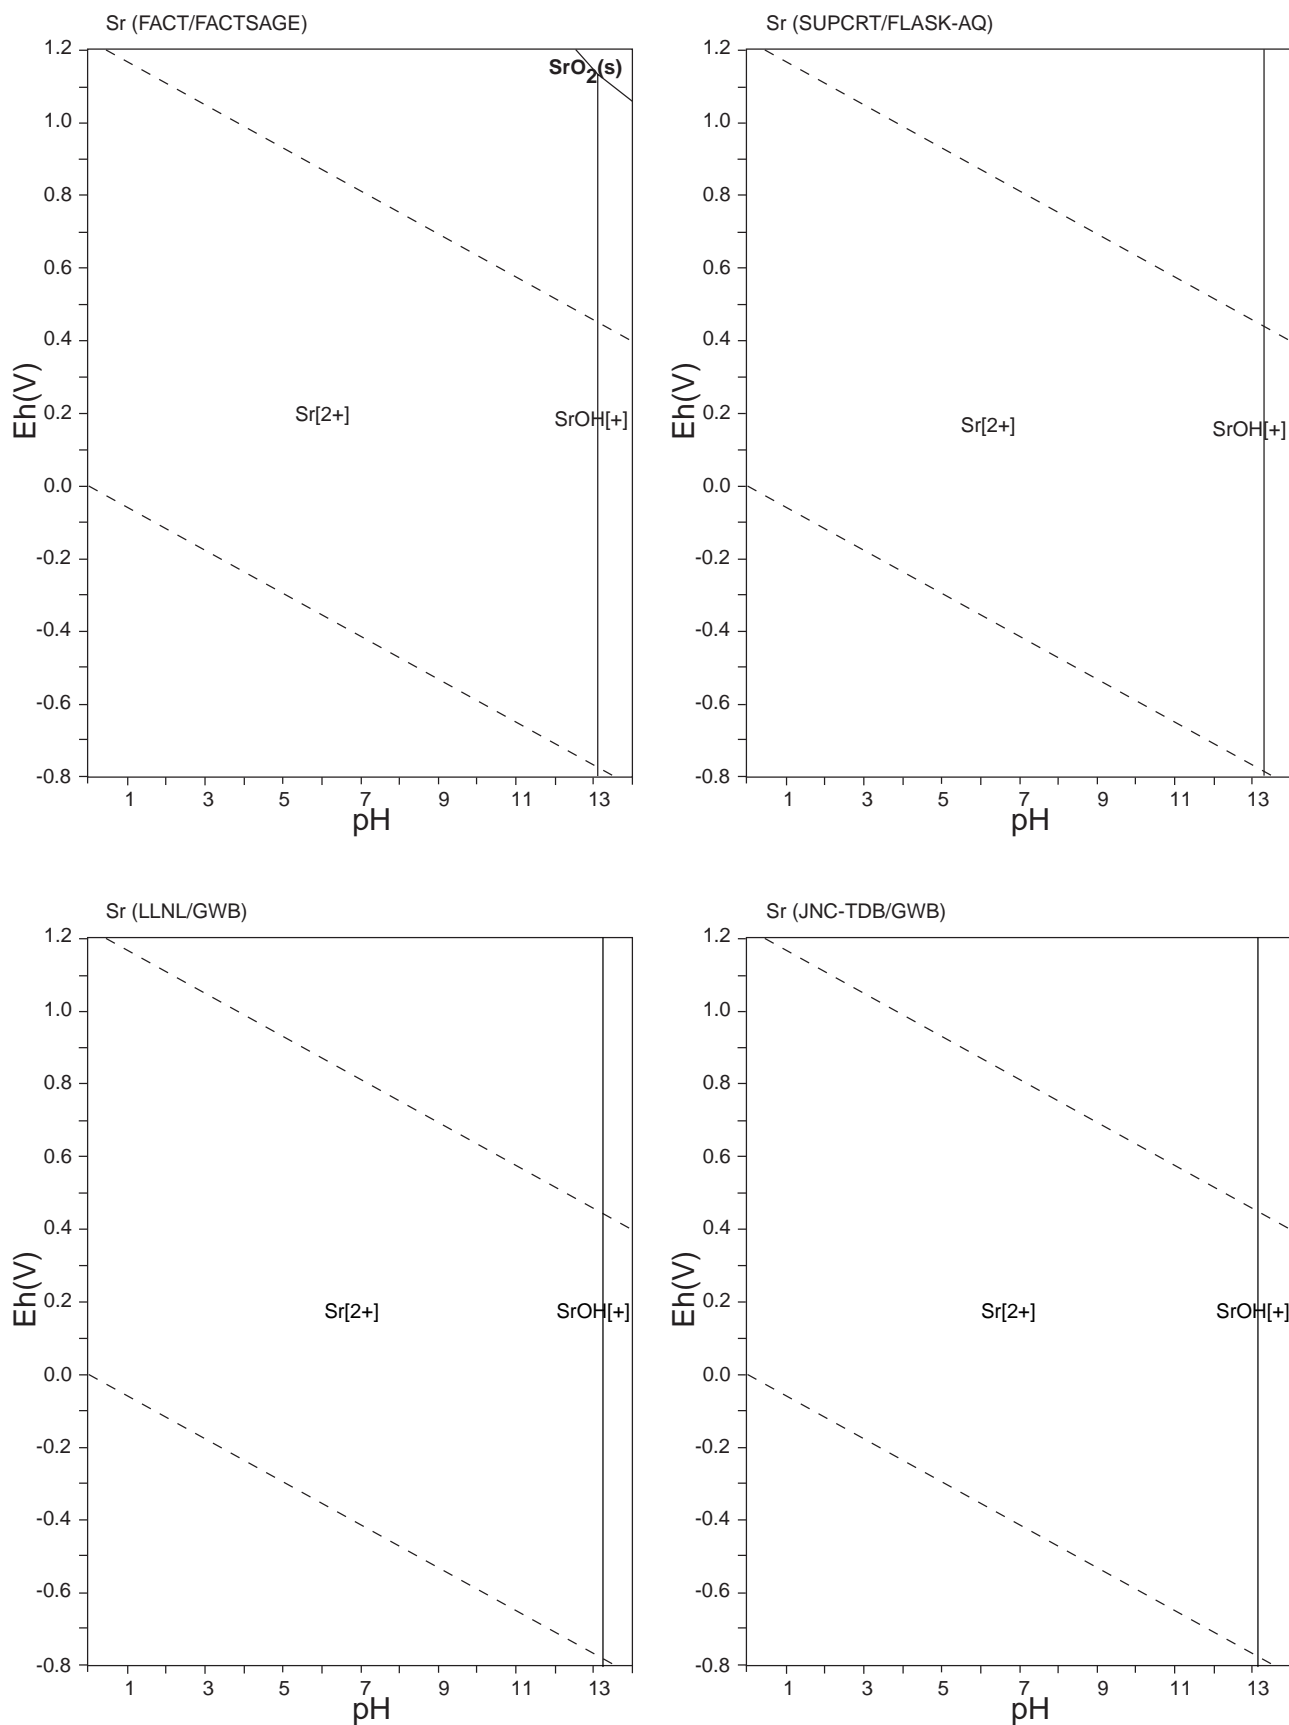 Sr (FACT/FACTSAGE)
1.2
1.0
0.8
0.6
0.4
0.2
0.0
-0.2
-0.4
-0.6
-0.8
Eh(V)
SrO2(s)
Sr[2+]
SrOH[+]
1 3 5 7 9 11 13
pH
Sr (SUPCRT/FLASK-AQ)
1.2
1.0
0.8
0.6
0.4
0.2
0.0
-0.2
-0.4
-0.6
-0.8
Eh(V)
Sr[2+]
SrOH[+]
1 3 5 7 9 11 13
pH
Sr (LLNL/GWB)
1.2
1.0
0.8
0.6
0.4
0.2
0.0
-0.2
-0.4
-0.6
-0.8
Eh(V)
Sr[2+]
SrOH[+]
1 3 5 7 9 11 13
pH
Sr (JNC-TDB/GWB)
1.2
1.0
0.8
0.6
0.4
0.2
0.0
-0.2
-0.4
-0.6
-0.8
Eh(V)
Sr[2+]
SrOH[+]
1 3 5 7 9 11 13
pH